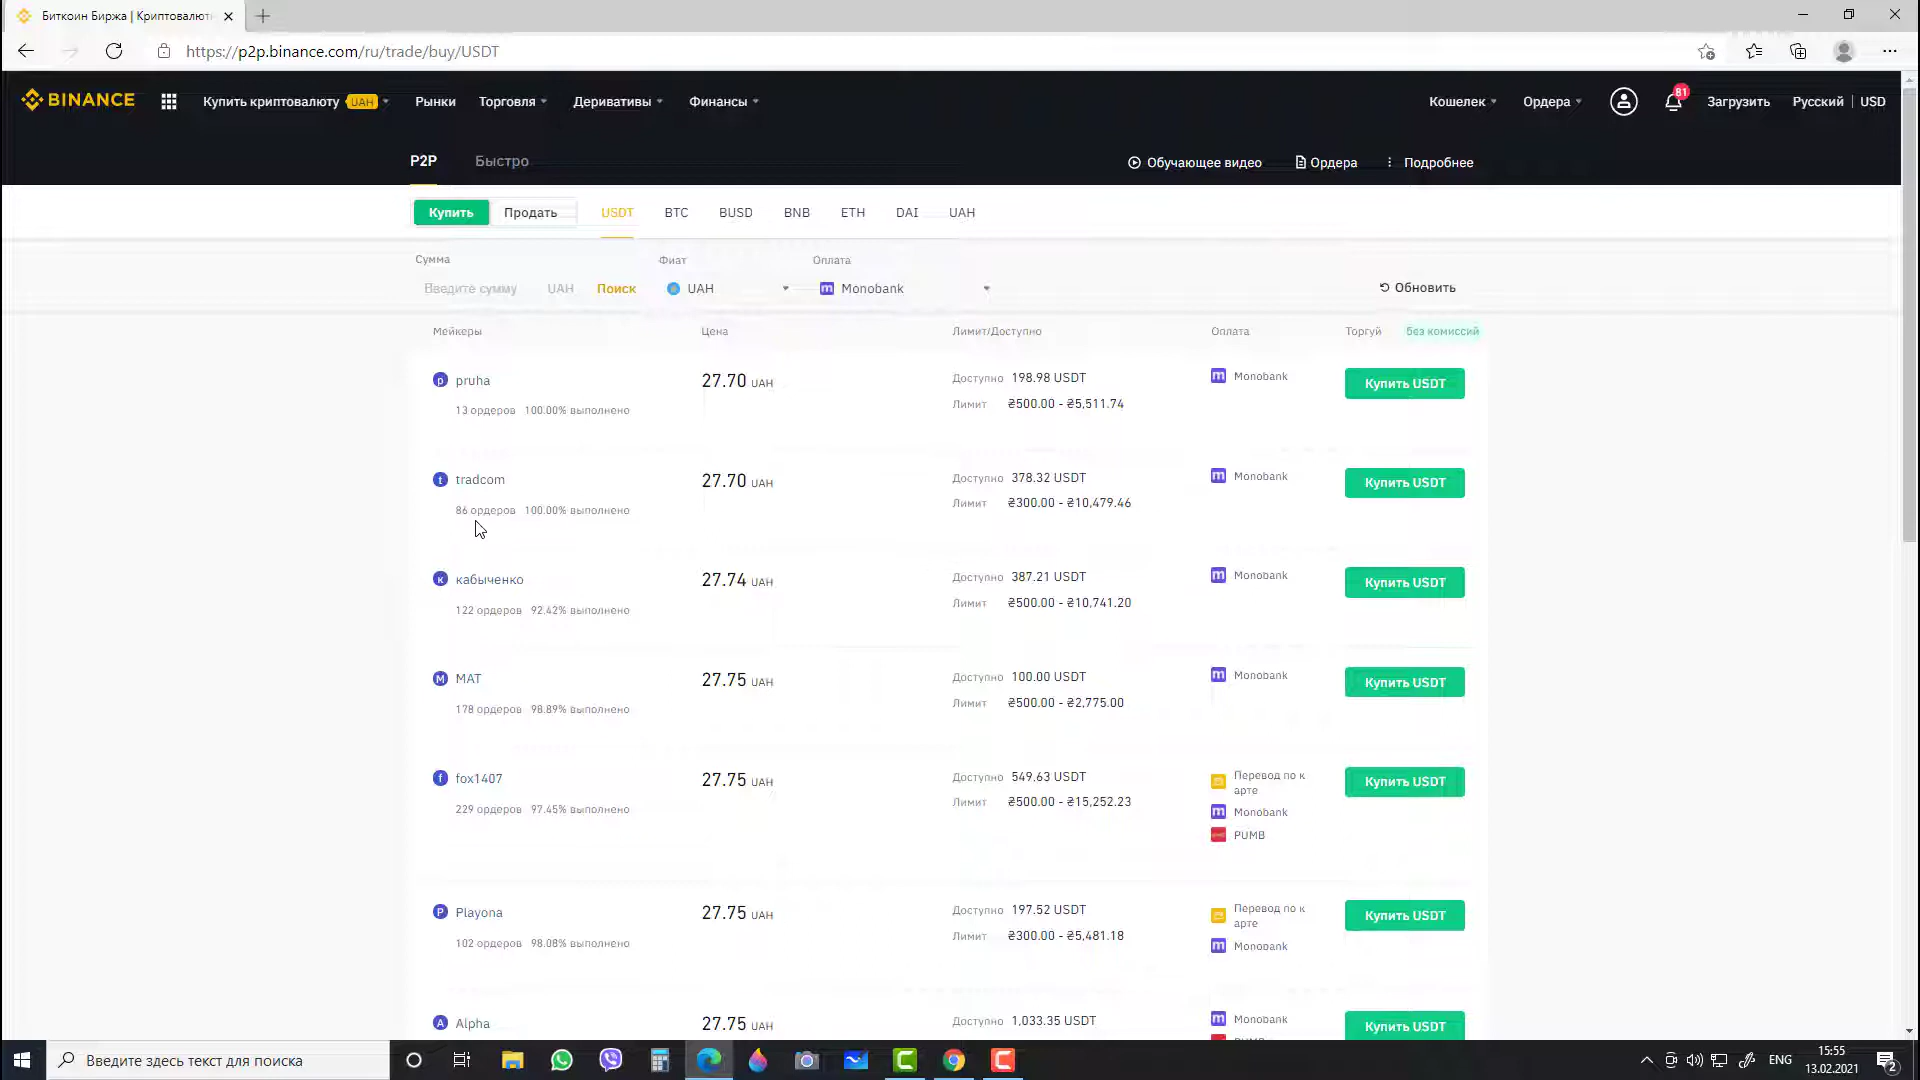 Биткоин Биржа | Криптовалютн
https://p2p.binance.com/ru/trade/buy/USDT
BINANCE Купить криптовалюту UAH Рынки Торговля Деривативы Финансы Кошелек Ордера 81 Загрузить Русский | USD
P2P Быстро Обучающее видео Ордера Подробнее
Купить Продать USDT BTC BUSD BNB ETH DAI UAH
Сумма Фиат Оплата
Введите сумму UAH Поиск UAH Monobank Обновить
Мейкеры Цена Лимит/Доступно Оплата Торгуй без комиссий
p pruha 27.70 UAH Доступно 198.98 USDT Monobank Купить USDT
13 ордеров 100.00% выполнено Лимит ₴500.00 - ₴5,511.74
t tradcom 27.70 UAH Доступно 378.32 USDT Monobank Купить USDT
86 ордеров 100.00% выполнено Лимит ₴300.00 - ₴10,479.46
к кабыченко 27.74 UAH Доступно 387.21 USDT Monobank Купить USDT
122 ордеров 92.42% выполнено Лимит ₴500.00 - ₴10,741.20
M MAT 27.75 UAH Доступно 100.00 USDT Monobank Купить USDT
178 ордеров 98.89% выполнено Лимит ₴500.00 - ₴2,775.00
f fox1407 27.75 UAH Доступно 549.63 USDT Перевод по к Купить USDT
арте
229 ордеров 97.45% выполнено Лимит ₴500.00 - ₴15,252.23 Monobank
PUMB
P Playona 27.75 UAH Доступно 197.52 USDT Перевод по к Купить USDT
арте
102 ордеров 98.08% выполнено Лимит ₴300.00 - ₴5,481.18 Monobank
A Alpha 27.75 UAH Доступно 1,033.35 USDT Monobank Купить USDT
Введите здесь текст для поиска ENG 15:55
13.02.2021 2